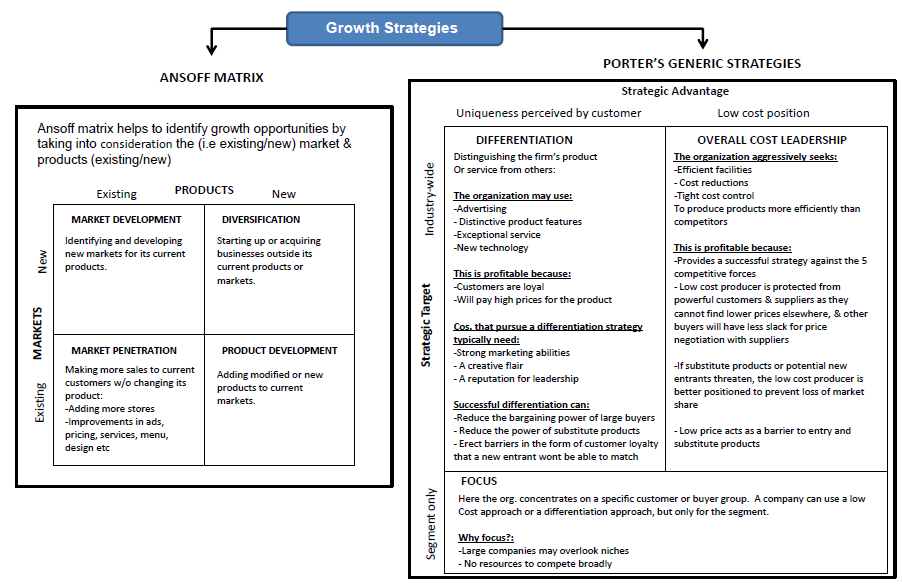 Growth Strategies
ANSOFF MATRIX
Ansoff matrix helps to identify growth opportunities by
taking into consideration the (i.e existing/new) market &
products (existing/new)
PRODUCTS
Existing
New
MARKETS
New
Existing
MARKET DEVELOPMENT
Identifying and developing
new markets for its current
products.
DIVERSIFICATION
Starting up or acquiring
businesses outside its
current products or
markets.
MARKET PENETRATION
Making more sales to current
customers w/o changing its
product:
-Adding more stores
-Improvements in ads,
pricing, services, menu,
design etc
PRODUCT DEVELOPMENT
Adding modified or new
products to current
markets.
PORTER'S GENERIC STRATEGIES
Strategic Advantage
Uniqueness perceived by customer
Low cost position
Strategic Target
Industry-wide
DIFFERENTIATION
Distinguishing the firm's product
Or service from others:
The organization may use:
-Advertising
- Distinctive product features
-Exceptional service
-New technology
This is profitable because:
-Customers are loyal
-Will pay high prices for the product
Cos. that pursue a differentiation strategy
typically need:
-Strong marketing abilities
- A creative flair
- A reputation for leadership
Successful differentiation can:
-Reduce the bargaining power of large buyers
- Reduce the power of substitute products
- Erect barriers in the form of customer loyalty
that a new entrant wont be able to match
OVERALL COST LEADERSHIP
The organization aggressively seeks:
-Efficient facilities
- Cost reductions
-Tight cost control
To produce products more efficiently than
competitors
This is profitable because:
-Provides a successful strategy against the 5
competitive forces
- Low cost producer is protected from
powerful customers & suppliers as they
cannot find lower prices elsewhere, & other
buyers will have less slack for price
negotiation with suppliers
-If substitute products or potential new
entrants threaten, the low cost producer is
better positioned to prevent loss of market
share
- Low price acts as a barrier to entry and
substitute products
Segment only
FOCUS
Here the org. concentrates on a specific customer or buyer group. A company can use a low
Cost approach or a differentiation approach, but only for the segment.
Why focus?:
-Large companies may overlook niches
- No resources to compete broadly